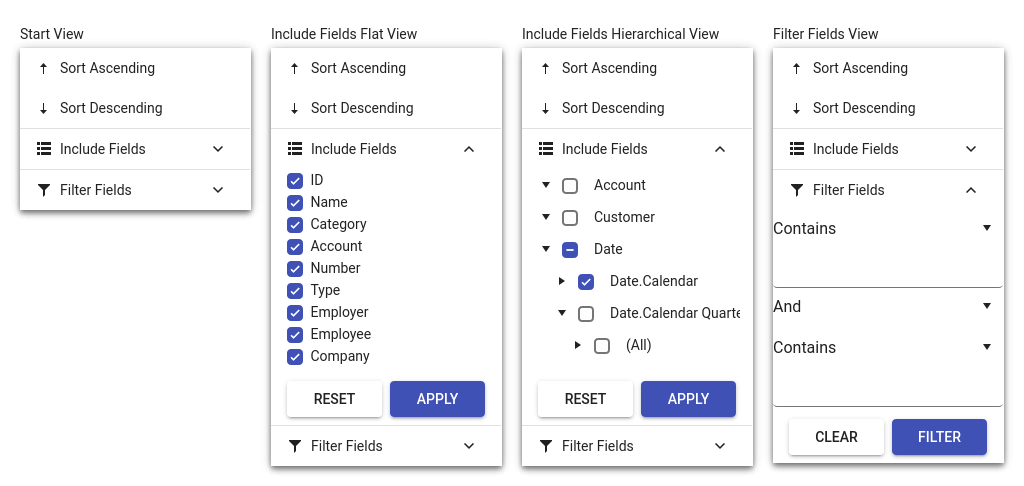 Start View
Sort Ascending
Sort Descending
Include Fields
Filter Fields
Include Fields Flat View
Sort Ascending
Sort Descending
Include Fields
ID
Name
Category
Account
Number
Type
Employer
Employee
Company
RESET APPLY
Filter Fields
Include Fields Hierarchical View
Sort Ascending
Sort Descending
Include Fields
Account
Customer
Date
Date.Calendar
Date.Calendar Quarte
(All)
RESET APPLY
Filter Fields
Filter Fields View
Sort Ascending
Sort Descending
Include Fields
Filter Fields
Contains
And
Contains
CLEAR FILTER